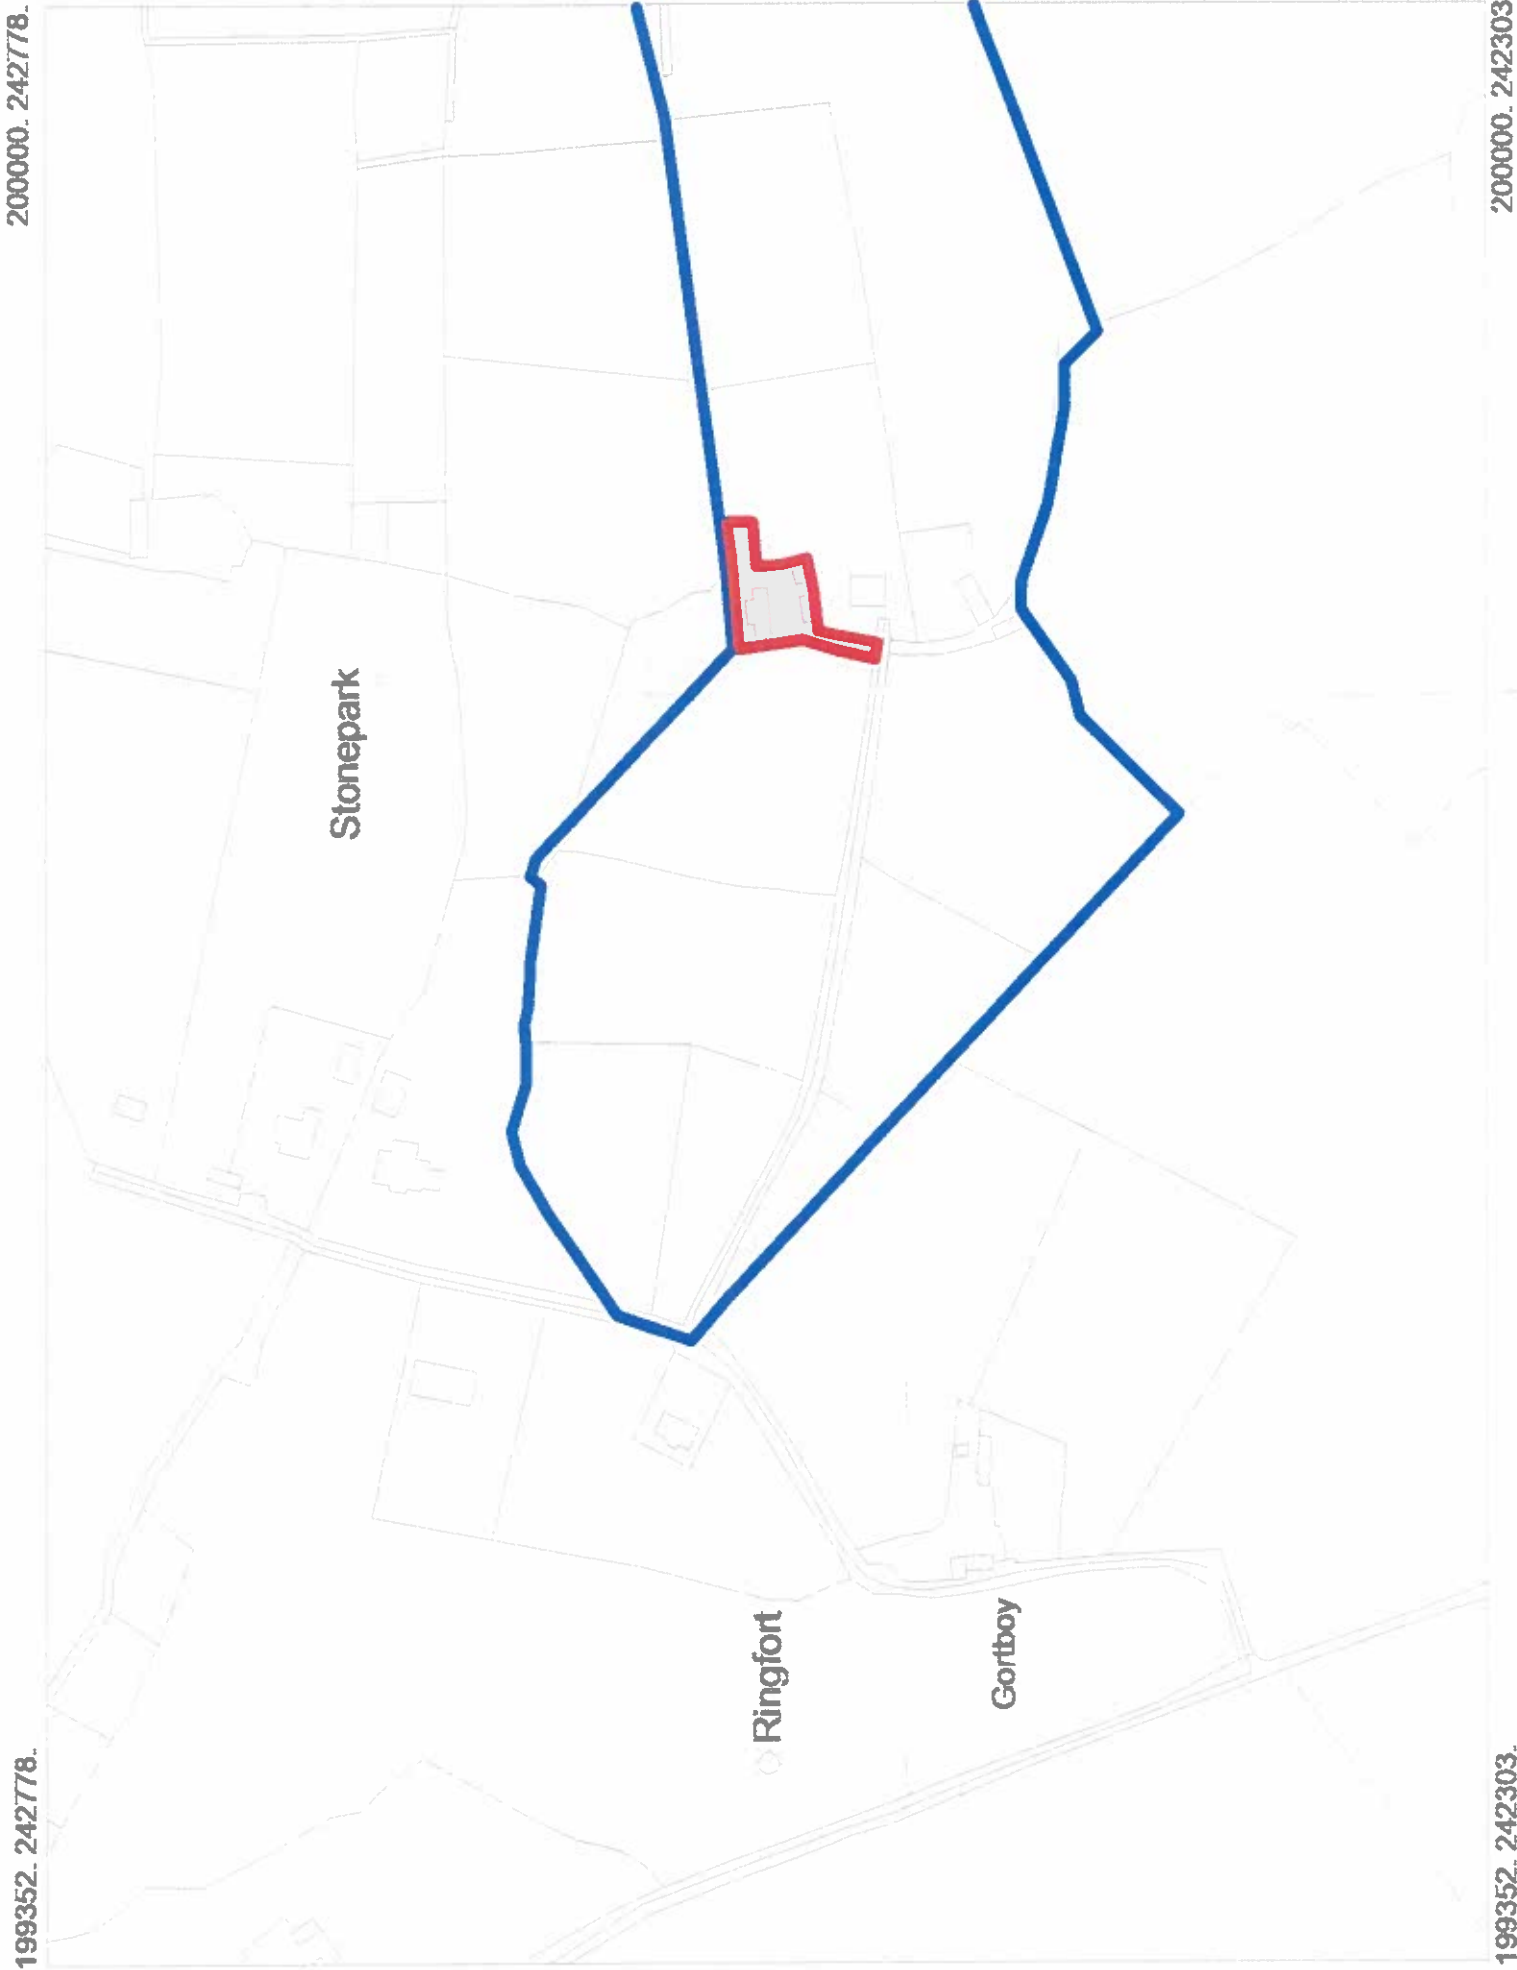 199352. 242778.
200000. 242778.
Stonepark
Ringfort
Gortboy
199352. 242303.
200000. 242303